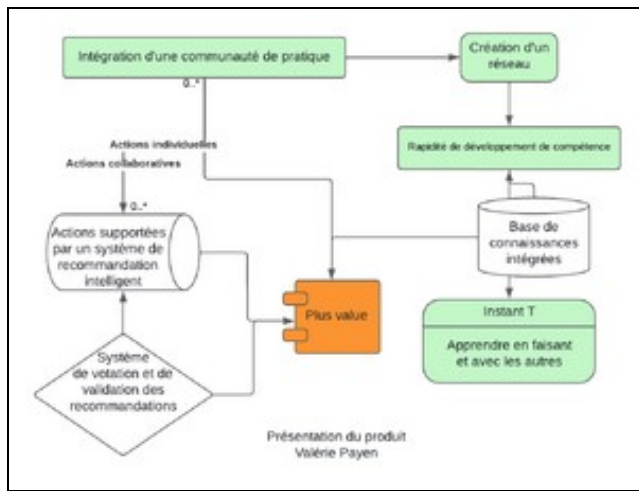 Intégration d'une communauté de pratique
Création d'un
réseau
0..*
Actions individuelles
Actions collaboratives
Rapidité de développement de compétence
0..*
Actions supportées
par un système de
recommandation
intelligent
Base de
connaissances
intégrées
Plus value
Instant T
Apprendre en faisant
et avec les autres
Système
de votation et de
validation des
recommandations
Présentation du produit
Valérie Payen